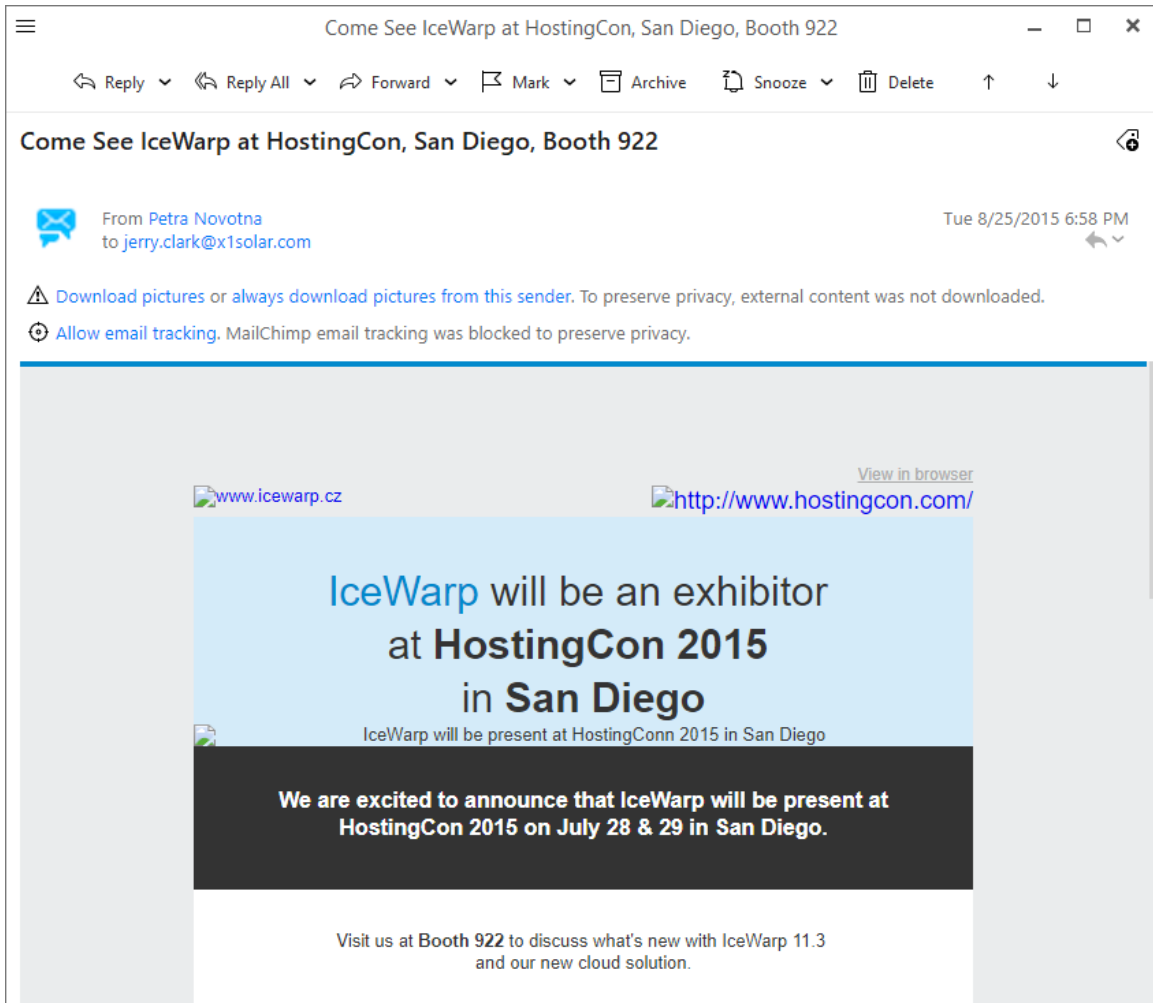 Come See IceWarp at HostingCon, San Diego, Booth 922
Reply Reply All Forward Mark Archive Snooze Delete
Come See IceWarp at HostingCon, San Diego, Booth 922
From Petra Novotna
Tue 8/25/2015 6:58 PM
to jerry.clark@x1solar.com
Download pictures or always download pictures from this sender. To preserve privacy, external content was not downloaded.
Allow email tracking. MailChimp email tracking was blocked to preserve privacy.
View in browser
www.icewarp.cz
http://www.hostingcon.com/
IceWarp will be an exhibitor
at HostingCon 2015
in San Diego
IceWarp will be present at HostingConn 2015 in San Diego
We are excited to announce that IceWarp will be present at
HostingCon 2015 on July 28 & 29 in San Diego.
Visit us at Booth 922 to discuss what's new with IceWarp 11.3
and our new cloud solution.